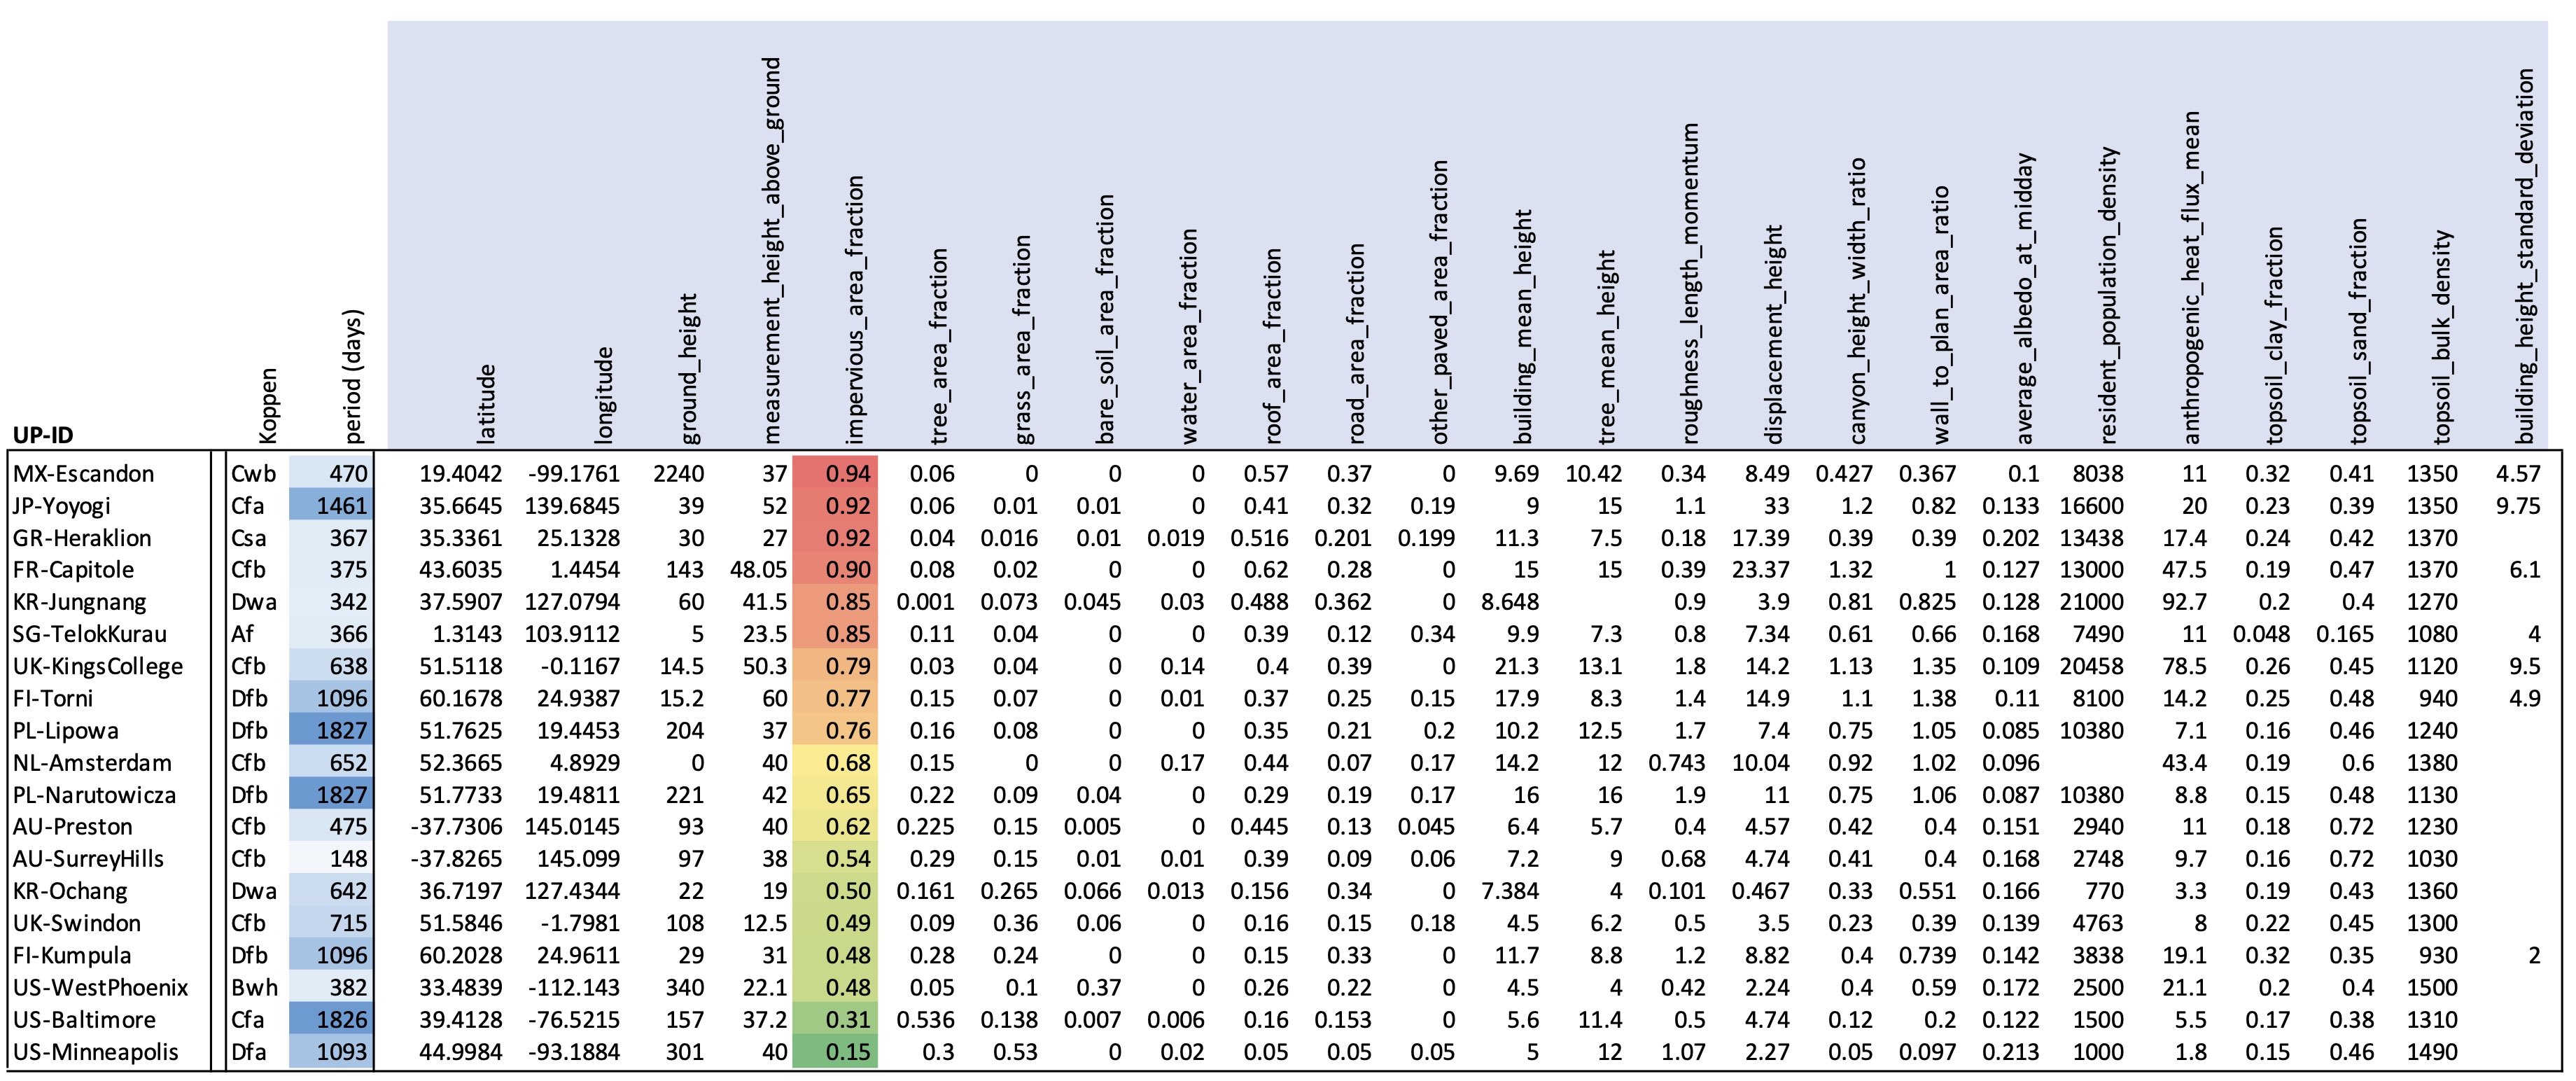 UP-ID Koppen period (days) latitude longitude ground_height measurement_height_above_ground impervious_area_fraction tree_area_fraction grass_area_fraction bare_soil_area_fraction water_area_fraction roof_area_fraction road_area_fraction other_paved_area_fraction building_mean_height tree_mean_height roughness_length_momentum displacement_height canyon_height_width_ratio wall_to_plan_area_ratio average_albedo_at_midday resident_population_density anthropogenic_heat_flux_mean topsoil_clay_fraction topsoil_sand_fraction topsoil_bulk_density building_height_standard_deviation
MX-Escandon Cwb 470 19.4042 -99.1761 2240 37 0.94 0.06 0 0 0 0.57 0.37 0 9.69 10.42 0.34 8.49 0.427 0.367 0.1 8038 11 0.32 0.41 1350 4.57
JP-Yoyogi Cfa 1461 35.6645 139.6845 39 52 0.92 0.06 0.01 0.01 0 0.41 0.32 0.19 9 15 1.1 33 1.2 0.82 0.133 16600 20 0.23 0.39 1350 9.75
GR-Heraklion Csa 367 35.3361 25.1328 30 27 0.92 0.04 0.016 0.01 0.019 0.516 0.201 0.199 11.3 7.5 0.18 17.39 0.39 0.39 0.202 13438 17.4 0.24 0.42 1370
FR-Capitole Cfb 375 43.6035 1.4454 143 48.05 0.90 0.08 0.02 0 0 0.62 0.28 0 15 15 0.39 23.37 1.32 1 0.127 13000 47.5 0.19 0.47 1370 6.1
KR-Jungnang Dwa 342 37.5907 127.0794 60 41.5 0.85 0.001 0.073 0.045 0.03 0.488 0.362 0 8.648 0.9 3.9 0.81 0.825 0.128 21000 92.7 0.2 0.4 1270
SG-TelokKurau Af 366 1.3143 103.9112 5 23.5 0.85 0.11 0.04 0 0 0.39 0.12 0.34 9.9 7.3 0.8 7.34 0.61 0.66 0.168 7490 11 0.048 0.165 1080 4
UK-KingsCollege Cfb 638 51.5118 -0.1167 14.5 50.3 0.79 0.03 0.04 0 0.14 0.4 0.39 0 21.3 13.1 1.8 14.2 1.13 1.35 0.109 20458 78.5 0.26 0.45 1120 9.5
FI-Torni Dfb 1096 60.1678 24.9387 15.2 60 0.77 0.15 0.07 0 0.01 0.37 0.25 0.15 17.9 8.3 1.4 14.9 1.1 1.38 0.11 8100 14.2 0.25 0.48 940 4.9
PL-Lipowa Dfb 1827 51.7625 19.4453 204 37 0.76 0.16 0.08 0 0 0.35 0.21 0.2 10.2 12.5 1.7 7.4 0.75 1.05 0.085 10380 7.1 0.16 0.46 1240
NL-Amsterdam Cfb 652 52.3665 4.8929 0 40 0.68 0.15 0 0 0.17 0.44 0.07 0.17 14.2 12 0.743 10.04 0.92 1.02 0.096 43.4 0.19 0.6 1380
PL-Narutowicza Dfb 1827 51.7733 19.4811 221 42 0.65 0.22 0.09 0.04 0 0.29 0.19 0.17 16 16 1.9 11 0.75 1.06 0.087 10380 8.8 0.15 0.48 1130
AU-Preston Cfb 475 -37.7306 145.0145 93 40 0.62 0.225 0.15 0.005 0 0.445 0.13 0.045 6.4 5.7 0.4 4.57 0.42 0.4 0.151 2940 11 0.18 0.72 1230
AU-SurreyHills Cfb 148 -37.8265 145.099 97 38 0.54 0.29 0.15 0.01 0.01 0.39 0.09 0.06 7.2 9 0.68 4.74 0.41 0.4 0.168 2748 9.7 0.16 0.72 1030
KR-Ochang Dwa 642 36.7197 127.4344 22 19 0.50 0.161 0.265 0.066 0.013 0.156 0.34 0 7.384 4 0.101 0.467 0.33 0.551 0.166 770 3.3 0.19 0.43 1360
UK-Swindon Cfb 715 51.5846 -1.7981 108 12.5 0.49 0.09 0.36 0.06 0 0.16 0.15 0.18 4.5 6.2 0.5 3.5 0.23 0.39 0.139 4763 8 0.22 0.45 1300
FI-Kumpula Dfb 1096 60.2028 24.9611 29 31 0.48 0.28 0.24 0 0 0.15 0.33 0 11.7 8.8 1.2 8.82 0.4 0.739 0.142 3838 19.1 0.32 0.35 930 2
US-WestPhoenix Bwh 382 33.4839 -112.143 340 22.1 0.48 0.05 0.1 0.37 0 0.26 0.22 0 4.5 4 0.42 2.24 0.4 0.59 0.172 2500 21.1 0.2 0.4 1500
US-Baltimore Cfa 1826 39.4128 -76.5215 157 37.2 0.31 0.536 0.138 0.007 0.006 0.16 0.153 0 5.6 11.4 0.5 4.74 0.12 0.2 0.122 1500 5.5 0.17 0.38 1310
US-Minneapolis Dfa 1093 44.9984 -93.1884 301 40 0.15 0.3 0.53 0 0.02 0.05 0.05 0.05 5 12 1.07 2.27 0.05 0.097 0.213 1000 1.8 0.15 0.46 1490